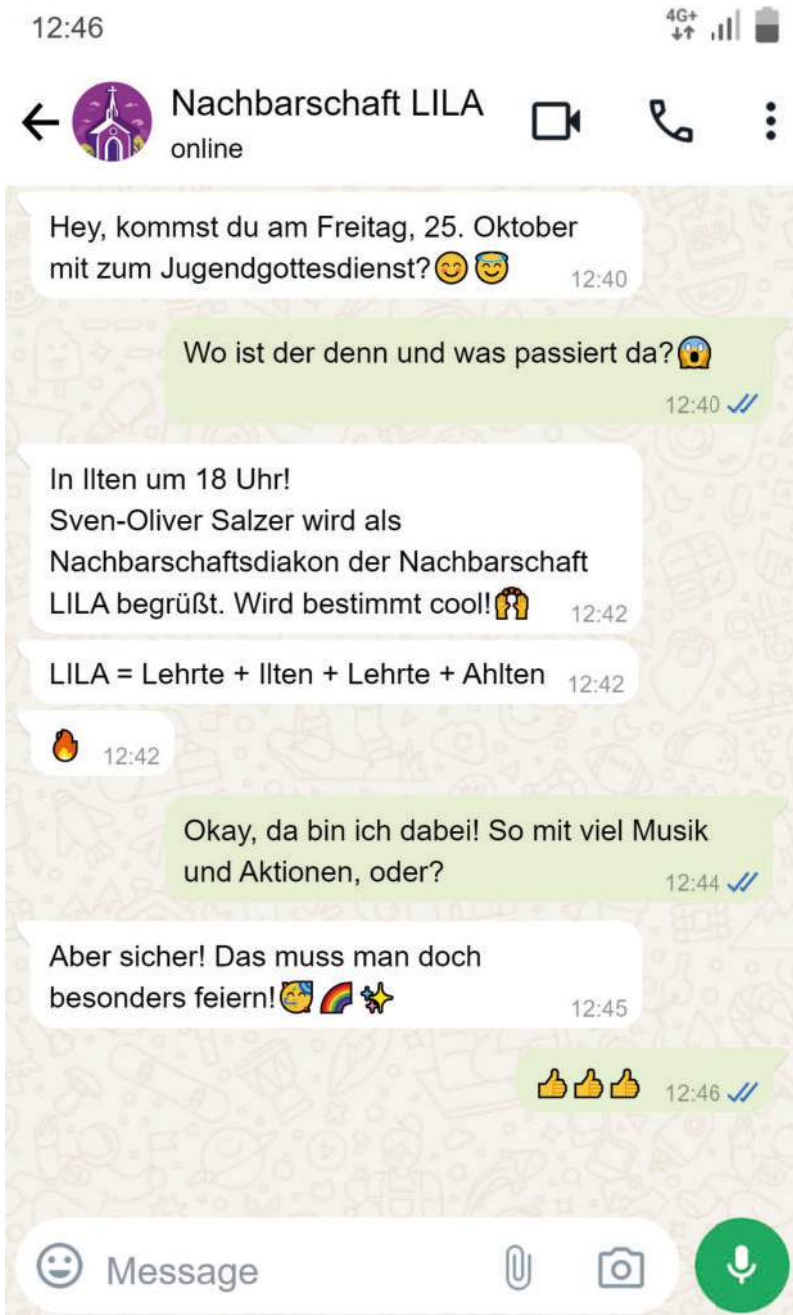 12:46
4G+
Nachbarschaft LILA
online
Hey, kommst du am Freitag, 25. Oktober
mit zum Jugendgottesdienst?😊😇
12:40
Wo ist der denn und was passiert da?😱
12:40
In Ilten um 18 Uhr!
Sven-Oliver Salzer wird als
Nachbarschaftsdiakon der Nachbarschaft
LILA begrüßt. Wird bestimmt cool!🙌
12:42
LILA = Lehrte + Ilten + Lehrte + Ahlten
12:42
🔥 12:42
Okay, da bin ich dabei! So mit viel Musik
und Aktionen, oder?
12:44
Aber sicher! Das muss man doch
besonders feiern!🥳🌈✨
12:45
👍👍👍 12:46
Message